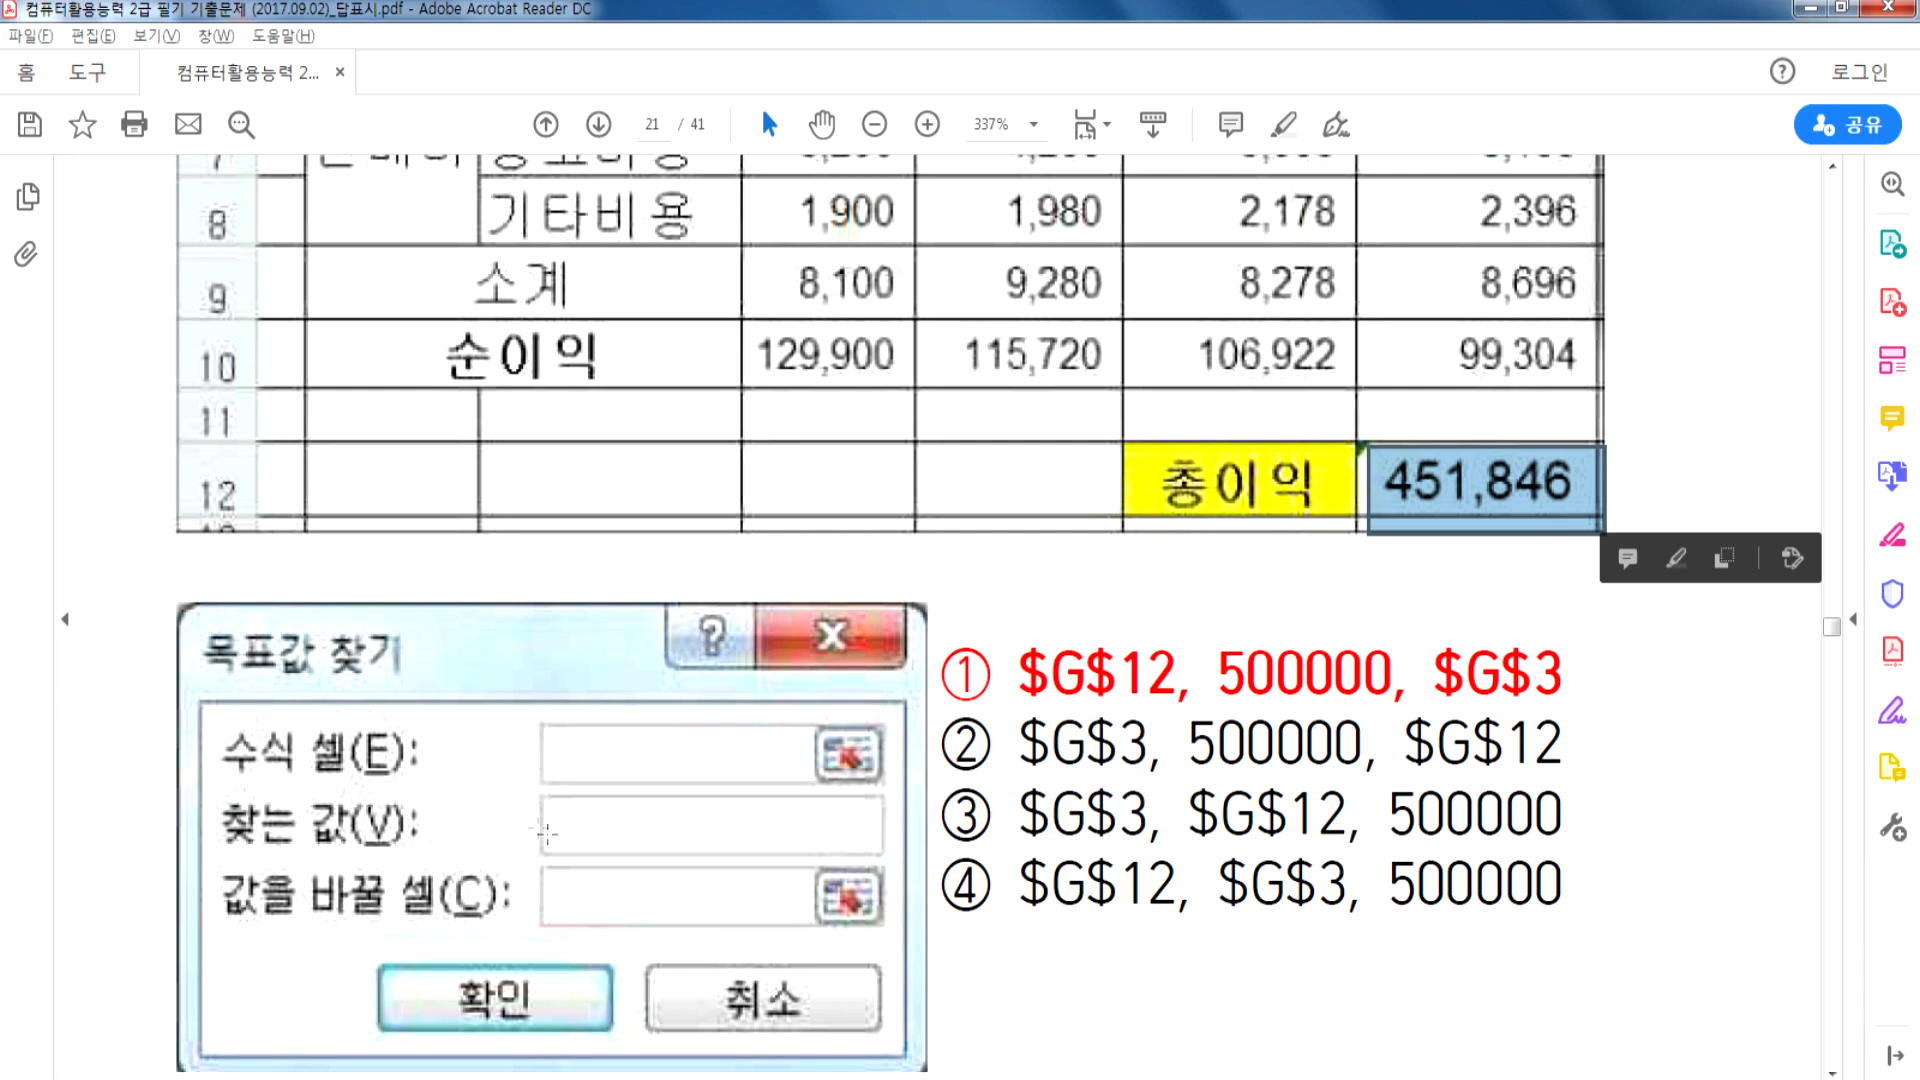 컴퓨터활용능력 2급 필기 기출문제 (2017.09.02)_답표시.pdf - Adobe Acrobat Reader DC
파일(F) 편집(E) 보기(V) 창(W) 도움말(H)
홈 도구 컴퓨터활용능력 2... × 로그인
21 / 41 337% 공유
8 기타비용 1,900 1,980 2,178 2,396
9 소계 8,100 9,280 8,278 8,696
10 순이익 129,900 115,720 106,922 99,304
11
12 총이익 451,846
목표값 찾기
수식 셀(E):
찾는 값(V):
값을 바꿀 셀(C):
확인 취소
① $G$12, 500000, $G$3
② $G$3, 500000, $G$12
③ $G$3, $G$12, 500000
④ $G$12, $G$3, 500000